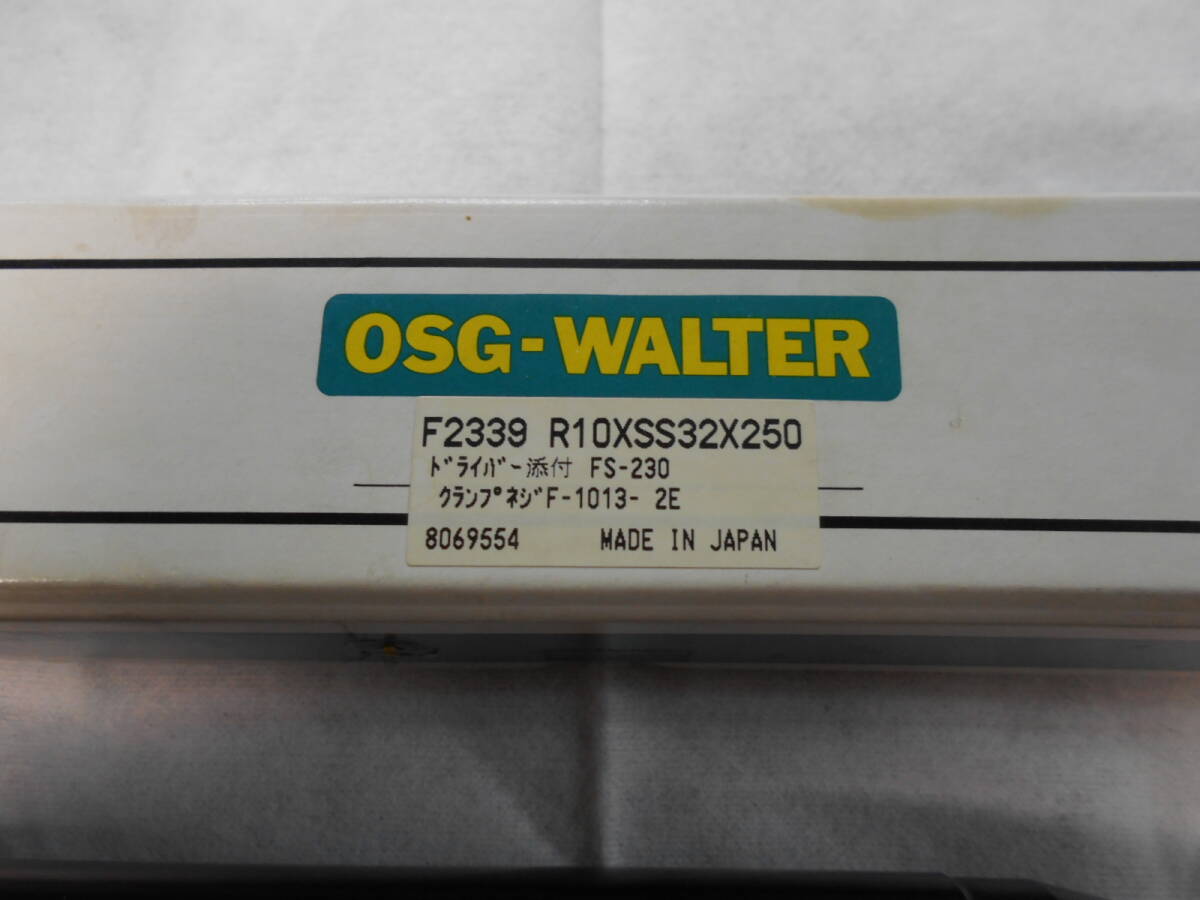 OSG-WALTER
F2339 R10XSS32X250
ﾄﾞﾗｲﾊﾞｰ添付 FS-230
ｸﾗﾝﾌﾟﾈｼﾞF-1013- 2E
8069554 MADE IN JAPAN